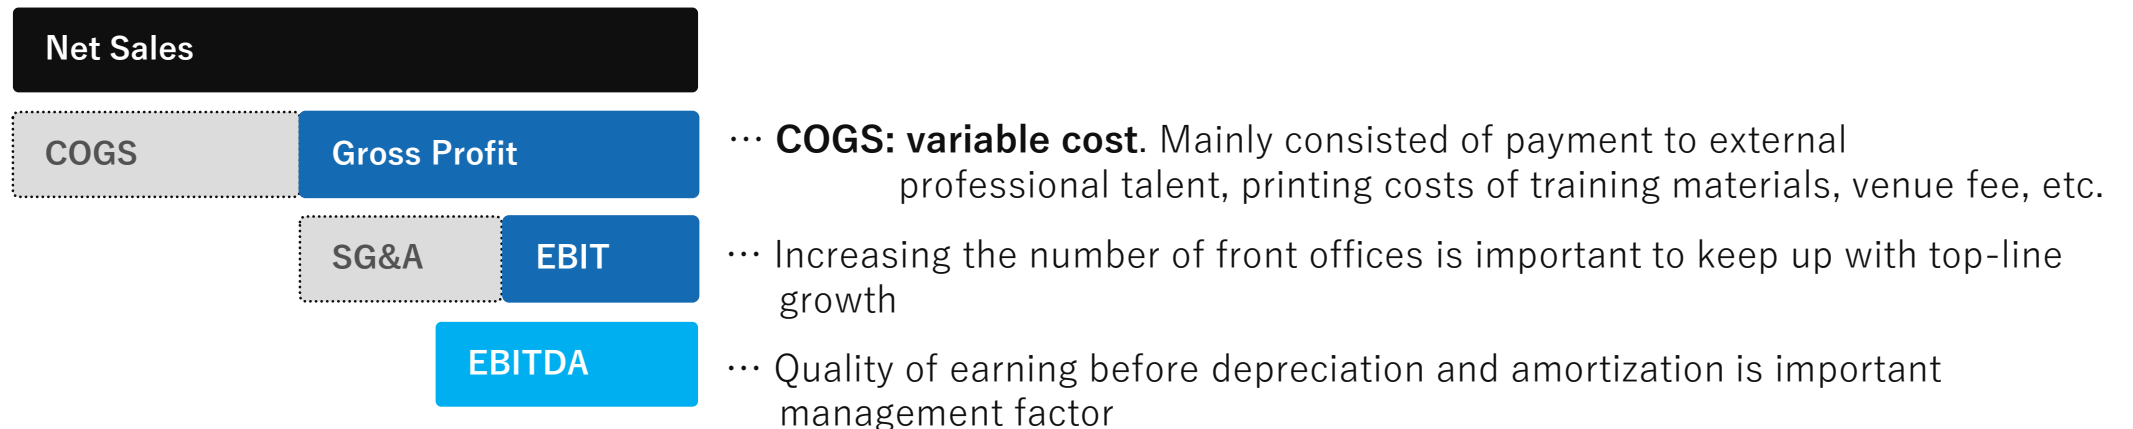 Net Sales
COGS
Gross Profit
… COGS: variable cost. Mainly consisted of payment to external
professional talent, printing costs of training materials, venue fee, etc.
SG&A
EBIT
… Increasing the number of front offices is important to keep up with top-line
growth
EBITDA
… Quality of earning before depreciation and amortization is important
management factor